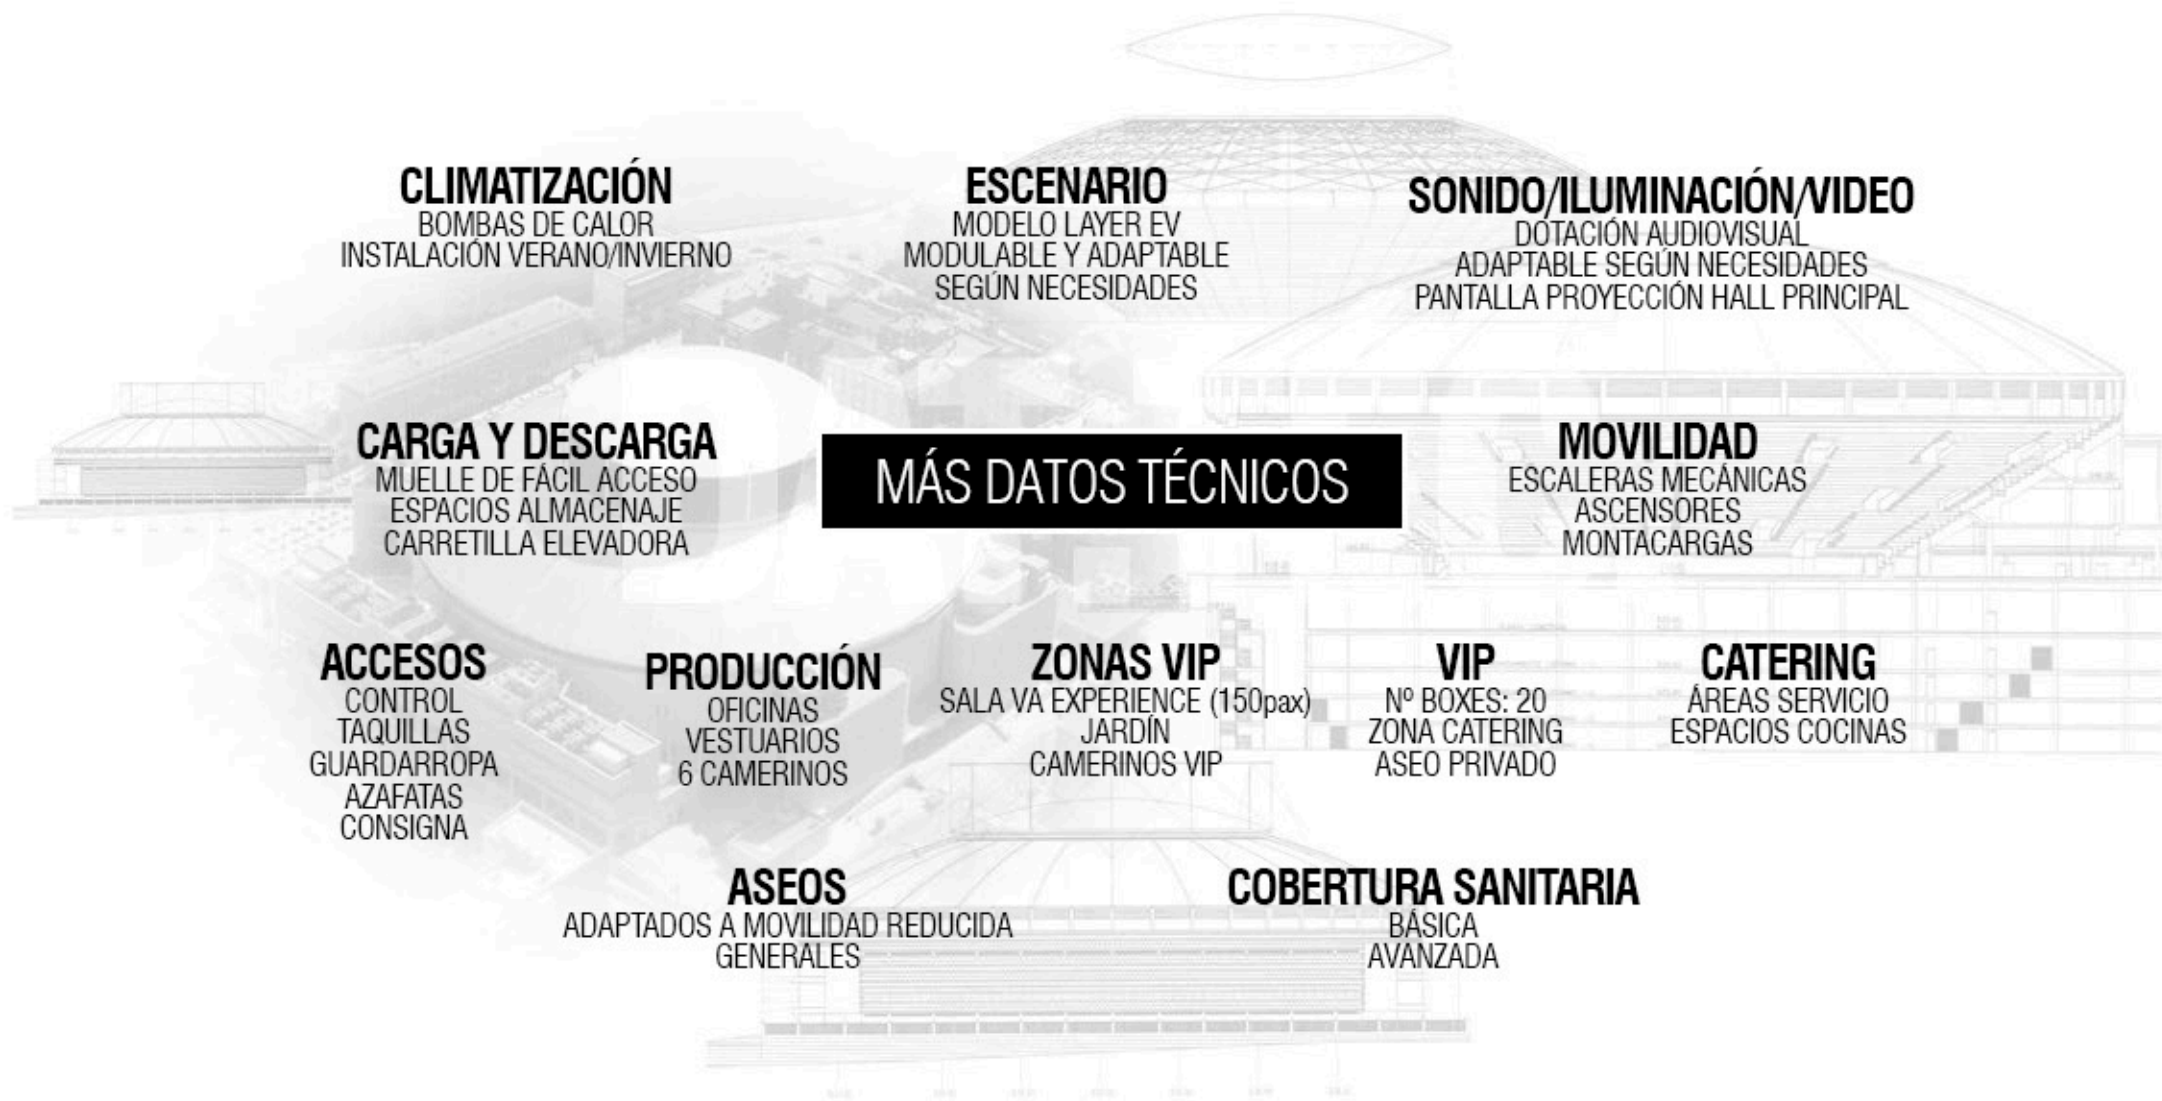 CLIMATIZACIÓN
BOMBAS DE CALOR
INSTALACIÓN VERANO/INVIERNO
ESCENARIO
MODELO LAYER EV
MODULABLE Y ADAPTABLE
SEGÚN NECESIDADES
SONIDO/ILUMINACIÓN/VIDEO
DOTACIÓN AUDIOVISUAL
ADAPTABLE SEGÚN NECESIDADES
PANTALLA PROYECCIÓN HALL PRINCIPAL
CARGA Y DESCARGA
MUELLE DE FÁCIL ACCESO
ESPACIOS ALMACENAJE
CARRETILLA ELEVADORA
MÁS DATOS TÉCNICOS
MOVILIDAD
ESCALERAS MECÁNICAS
ASCENSORES
MONTACARGAS
ACCESOS
CONTROL
TAQUILLAS
GUARDARROPA
AZAFATAS
CONSIGNA
PRODUCCIÓN
OFICINAS
VESTUARIOS
6 CAMERINOS
ZONAS VIP
SALA VA EXPERIENCE (150pax)
JARDÍN
CAMERINOS VIP
VIP
Nº BOXES: 20
ZONA CATERING
ASEO PRIVADO
CATERING
ÁREAS SERVICIO
ESPACIOS COCINAS
ASEOS
ADAPTADOS A MOVILIDAD REDUCIDA
GENERALES
COBERTURA SANITARIA
BÁSICA
AVANZADA